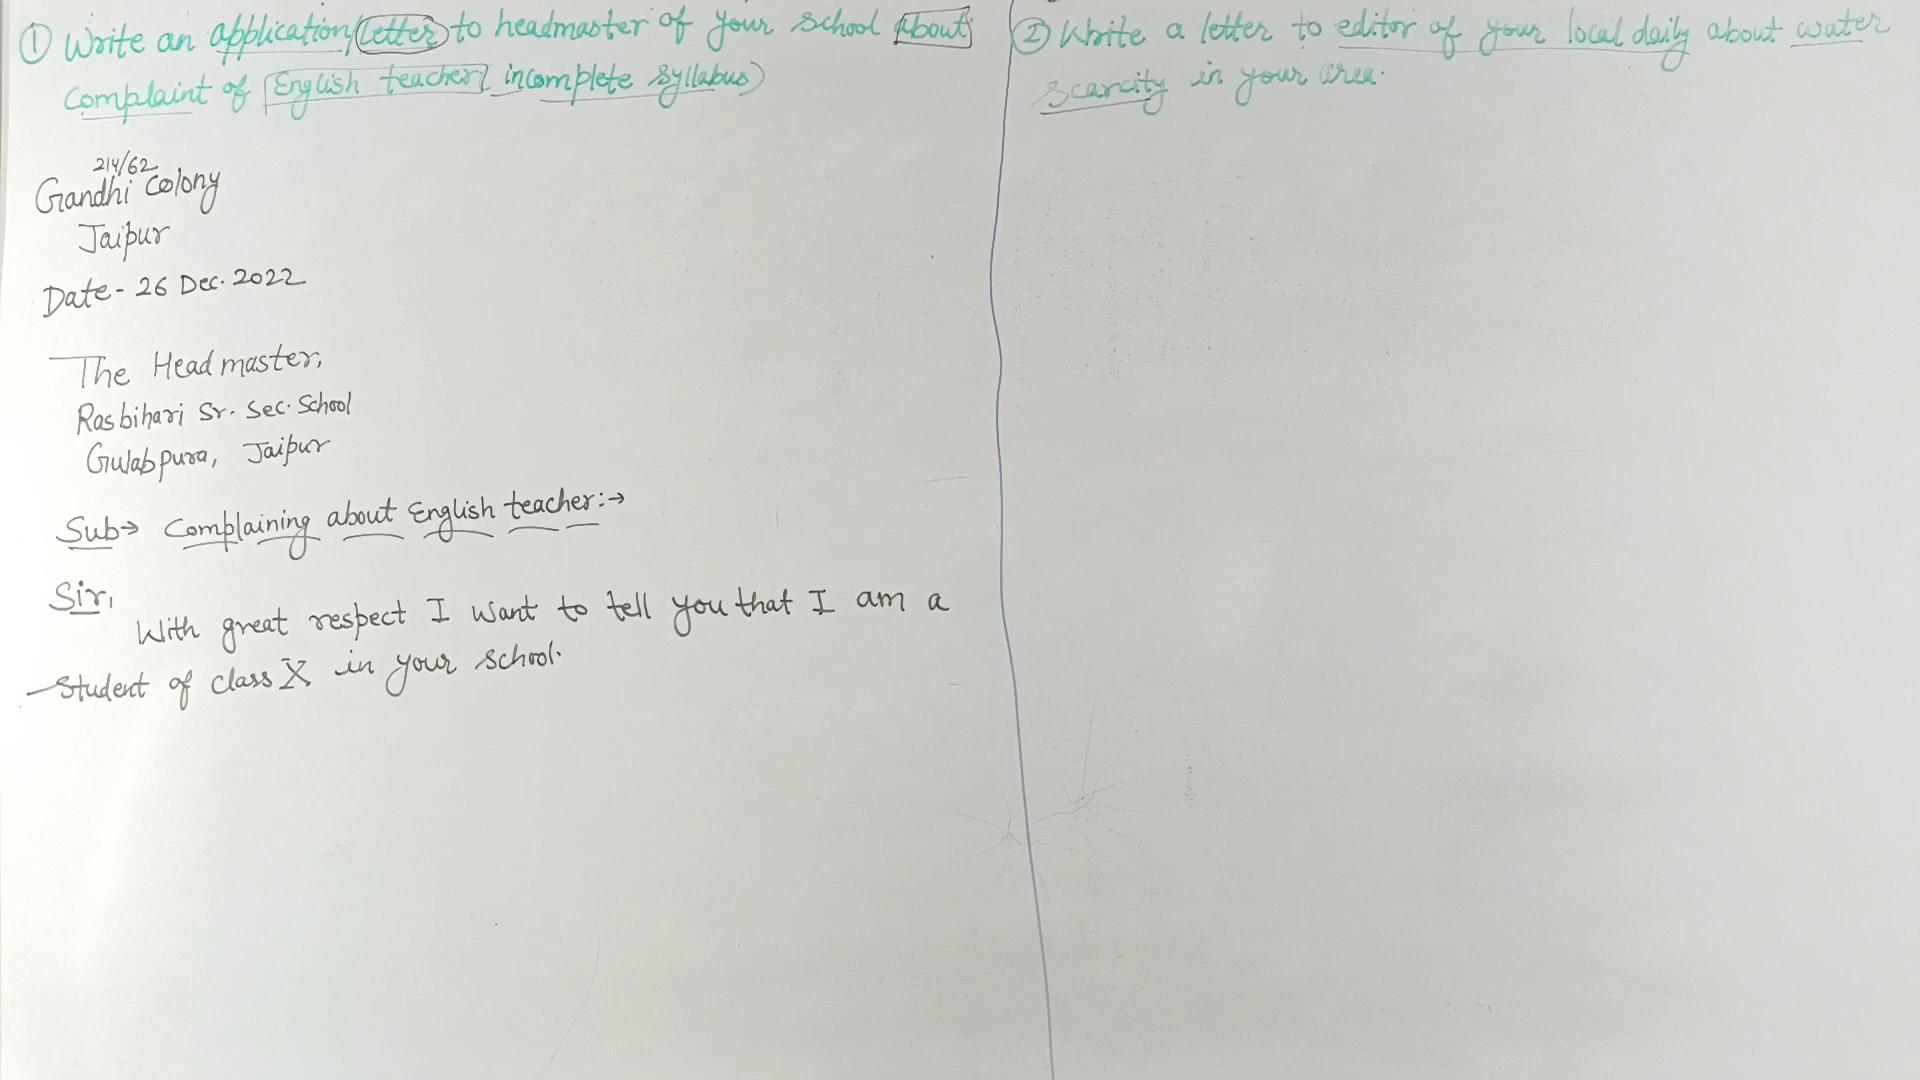 ① Write an application/Letter to headmaster of your school about
Complaint of English teacher (incomplete syllabus)
214/62
Gandhi Colony
Jaipur
Date - 26 Dec. 2022
The Head master,
Rasbihari Sr. Sec. School
Gulabpura, Jaipur
Sub→ Complaining about English teacher:→
Sir,
With great respect I want to tell you that I am a
Student of class X in your school.
② Write a letter to editor of your local daily about water
scarcity in your area.